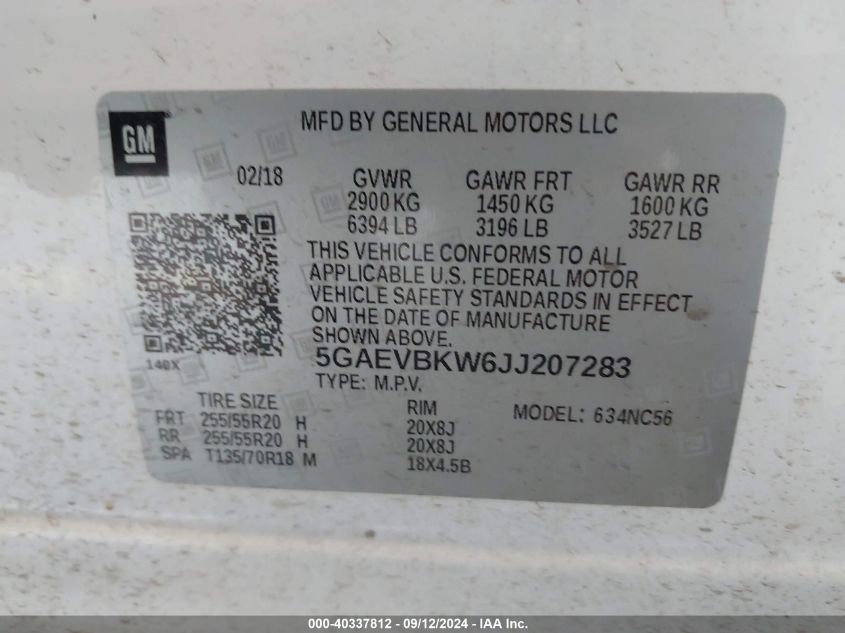 GM
MFD BY GENERAL MOTORS LLC
02/18 GVWR GAWR FRT GAWR RR
2900 KG 1450 KG 1600 KG
6394 LB 3196 LB 3527 LB
THIS VEHICLE CONFORMS TO ALL
APPLICABLE U.S. FEDERAL MOTOR
VEHICLE SAFETY STANDARDS IN EFFECT
ON THE DATE OF MANUFACTURE
SHOWN ABOVE.
140X
5GAEVBKW6JJ207283
TYPE: M.P.V.
TIRE SIZE RIM MODEL: 634NC56
FRT 255/55R20 H 20X8J
RR 255/55R20 H 20X8J
SPA T135/70R18 M 18X4.5B
000-40337812 - 09/12/2024 - IAA Inc.